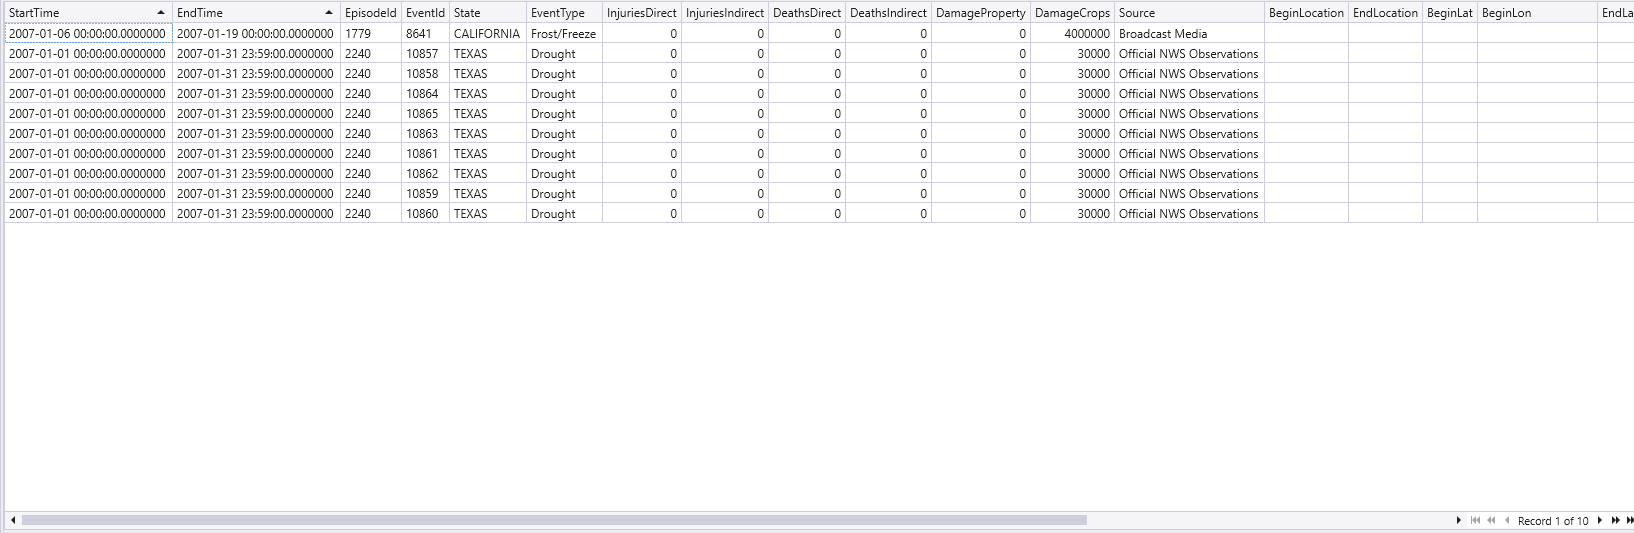 StartTime EndTime EpisodeId EventId State EventType InjuriesDirect InjuriesIndirect DeathsDirect DeathsIndirect DamageProperty DamageCrops Source BeginLocation EndLocation BeginLat BeginLon EndLa
2007-01-06 00:00:00.0000000 2007-01-19 00:00:00.0000000 1779 8641 CALIFORNIA Frost/Freeze 0 0 0 0 0 4000000 Broadcast Media
2007-01-01 00:00:00.0000000 2007-01-31 23:59:00.0000000 2240 10857 TEXAS Drought 0 0 0 0 0 30000 Official NWS Observations
2007-01-01 00:00:00.0000000 2007-01-31 23:59:00.0000000 2240 10858 TEXAS Drought 0 0 0 0 0 30000 Official NWS Observations
2007-01-01 00:00:00.0000000 2007-01-31 23:59:00.0000000 2240 10864 TEXAS Drought 0 0 0 0 0 30000 Official NWS Observations
2007-01-01 00:00:00.0000000 2007-01-31 23:59:00.0000000 2240 10865 TEXAS Drought 0 0 0 0 0 30000 Official NWS Observations
2007-01-01 00:00:00.0000000 2007-01-31 23:59:00.0000000 2240 10863 TEXAS Drought 0 0 0 0 0 30000 Official NWS Observations
2007-01-01 00:00:00.0000000 2007-01-31 23:59:00.0000000 2240 10861 TEXAS Drought 0 0 0 0 0 30000 Official NWS Observations
2007-01-01 00:00:00.0000000 2007-01-31 23:59:00.0000000 2240 10862 TEXAS Drought 0 0 0 0 0 30000 Official NWS Observations
2007-01-01 00:00:00.0000000 2007-01-31 23:59:00.0000000 2240 10859 TEXAS Drought 0 0 0 0 0 30000 Official NWS Observations
2007-01-01 00:00:00.0000000 2007-01-31 23:59:00.0000000 2240 10860 TEXAS Drought 0 0 0 0 0 30000 Official NWS Observations
Record 1 of 10